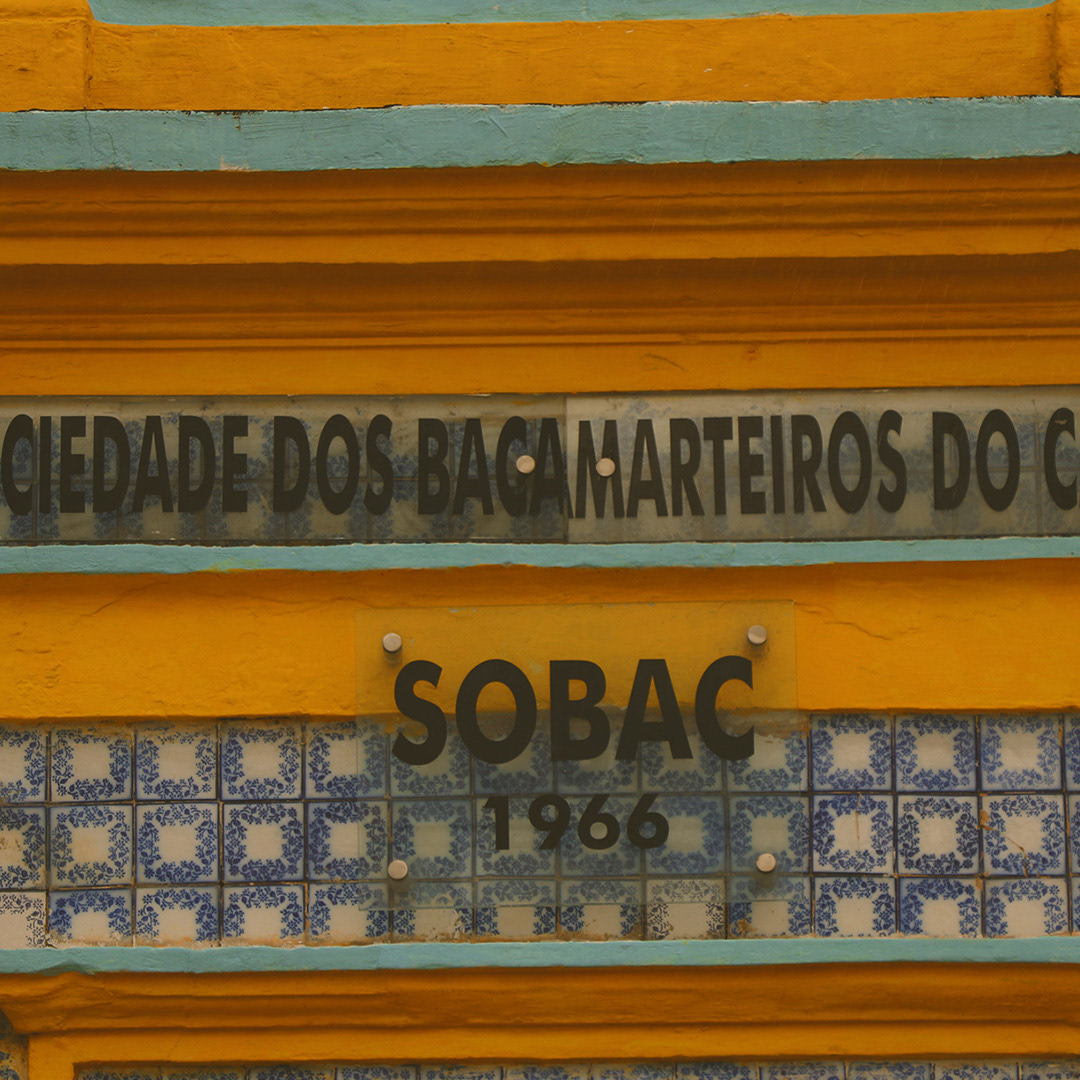 CIEDADE DOS BACAMARTEIROS DO C
SOBAC
1966